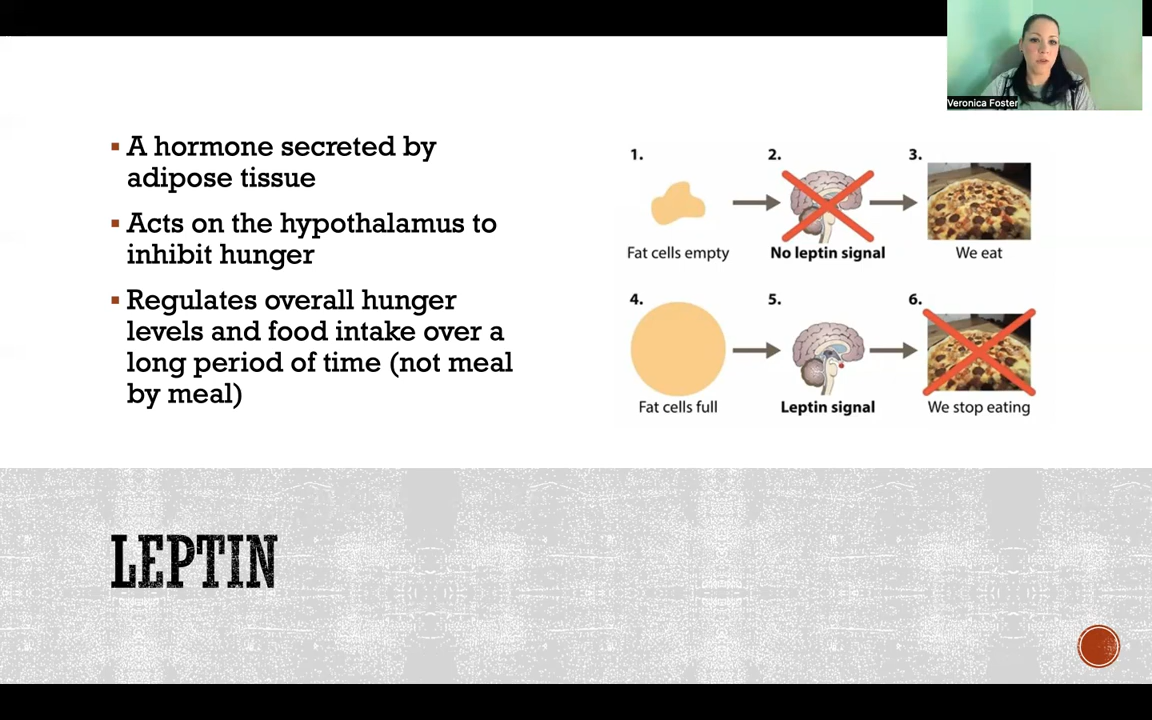 Veronica Foster
▪ A hormone secreted by
adipose tissue
▪ Acts on the hypothalamus to
inhibit hunger
▪ Regulates overall hunger
levels and food intake over a
long period of time (not meal
by meal)
1.
2.
3.
Fat cells empty
No leptin signal
We eat
4.
5.
6.
Fat cells full
Leptin signal
We stop eating
LEPTIN